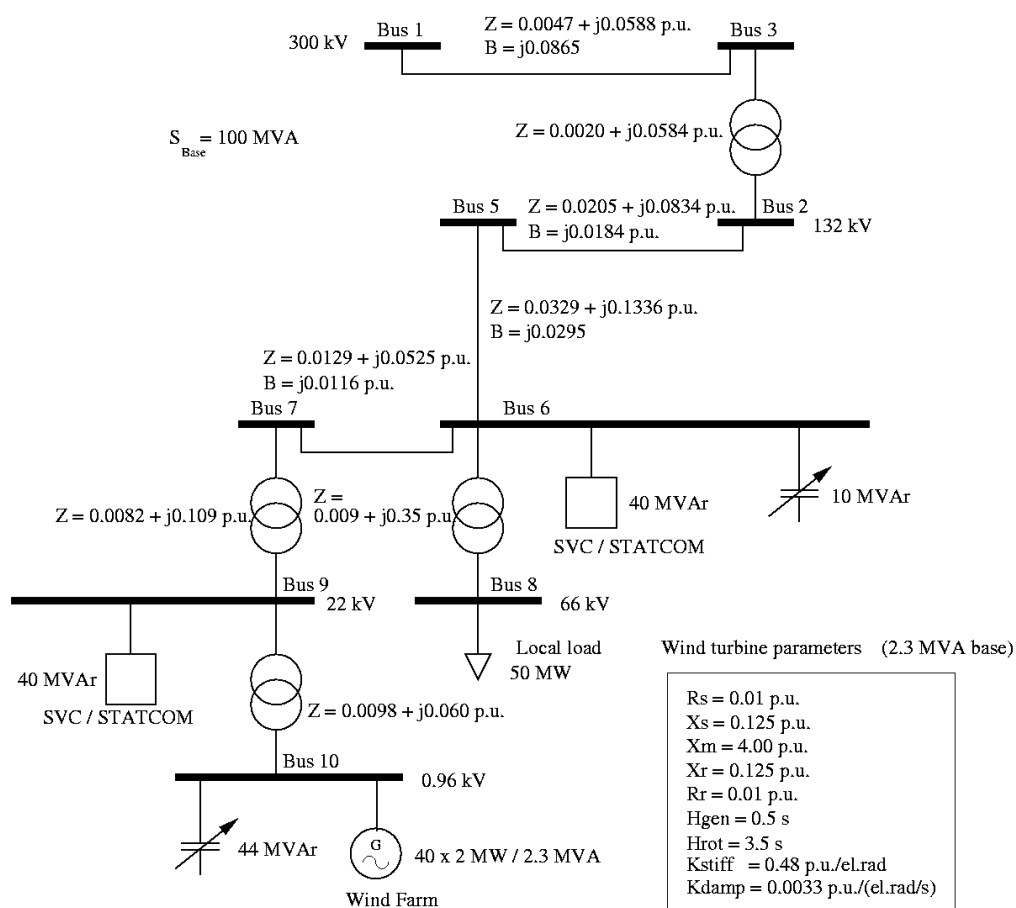 Bus 1
300 kV
Z = 0.0047 + j0.0588 p.u.
B = j0.0865
Bus 3
S Base = 100 MVA
Z = 0.0020 + j0.0584 p.u.
Bus 5
Z = 0.0205 + j0.0834 p.u.
B = j0.0184 p.u.
Bus 2
132 kV
Z = 0.0329 + j0.1336 p.u.
B = j0.0295
Z = 0.0129 + j0.0525 p.u.
B = j0.0116 p.u.
Bus 7
Bus 6
Z = 0.0082 + j0.109 p.u.
Z =
0.009 + j0.35 p.u.
40 MVAr
SVC / STATCOM
10 MVAr
Bus 9
22 kV
Bus 8
66 kV
40 MVAr
SVC / STATCOM
Local load
50 MW
Z = 0.0098 + j0.060 p.u.
Bus 10
0.96 kV
44 MVAr
G
40 x 2 MW / 2.3 MVA
Wind Farm
Wind turbine parameters (2.3 MVA base)
Rs = 0.01 p.u.
Xs = 0.125 p.u.
Xm = 4.00 p.u.
Xr = 0.125 p.u.
Rr = 0.01 p.u.
Hgen = 0.5 s
Hrot = 3.5 s
Kstiff = 0.48 p.u./el.rad
Kdamp = 0.0033 p.u./(el.rad/s)